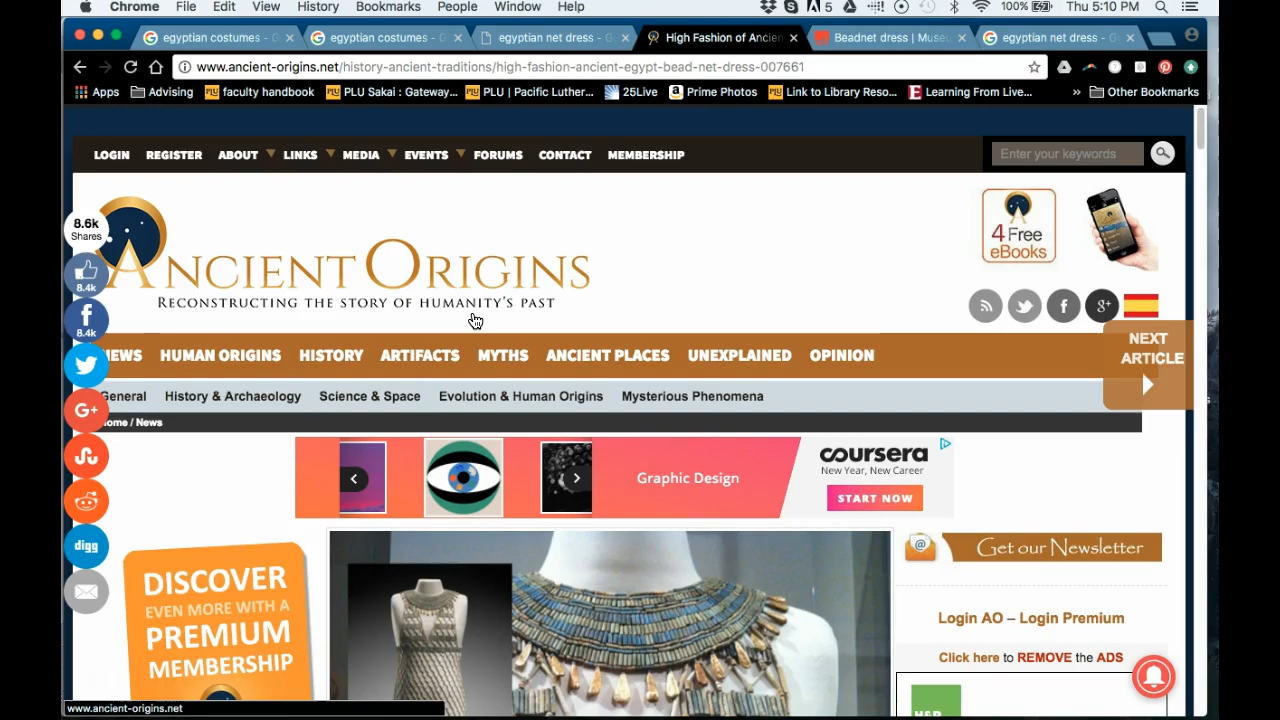 Chrome File Edit View History Bookmarks People Window Help 5 100% Thu 5:10 PM
egyptian costumes - G egyptian costumes - egyptian net dress - High Fashion of Ancien Beadnet dress | Muse egyptian net dress - G
www.ancient-origins.net/history-ancient-traditions/high-fashion-ancient-egypt-bead-net-dress-007661
Apps Advising faculty handbook PLU Sakai : Gateway... PLU | Pacific Luther... 25Live Prime Photos Link to Library Reso... Learning From Live... » Other Bookmarks
LOGIN REGISTER ABOUT LINKS MEDIA EVENTS FORUMS CONTACT MEMBERSHIP Enter your keywords
8.6k
Shares
8.4k
8.4k
ANCIENT ORIGINS
RECONSTRUCTING THE STORY OF HUMANITY'S PAST
4 Free
eBooks
NEXT
ARTICLE
NEWS HUMAN ORIGINS HISTORY ARTIFACTS MYTHS ANCIENT PLACES UNEXPLAINED OPINION
General History & Archaeology Science & Space Evolution & Human Origins Mysterious Phenomena
Home / News
Graphic Design
coursera
New Year, New Career
START NOW
digg
DISCOVER
EVEN MORE WITH A
PREMIUM
MEMBERSHIP
Get our Newsletter
Login AO – Login Premium
Click here to REMOVE the ADS
www.ancient-origins.net